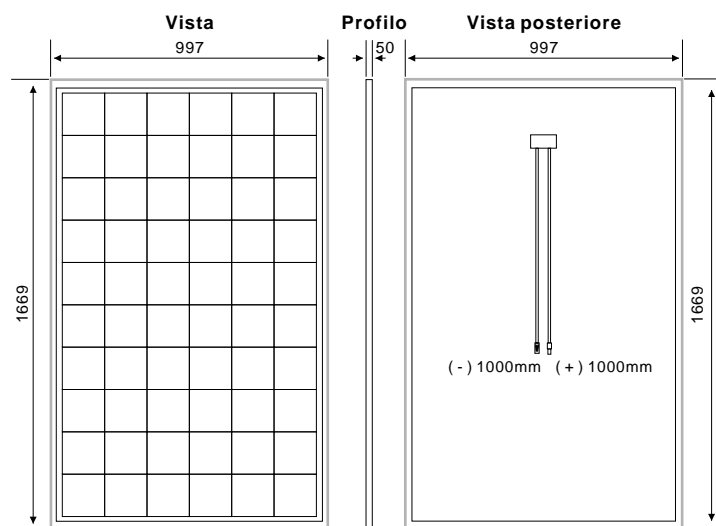 Vista
Profilo
Vista posteriore
997
50
997
1669
1669
(-) 1000mm (+) 1000mm